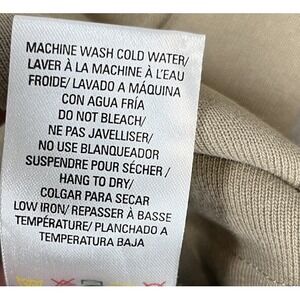 MACHINE WASH COLD WATER/
LAVER À LA MACHINE À L'EAU
FROIDE/ LAVADO A MÁQUINA
CON AGUA FRÍA
DO NOT BLEACH/
NE PAS JAVELLISER/
NO USE BLANQUEADOR
SUSPENDRE POUR SÉCHER /
HANG TO DRY/
COLGAR PARA SECAR
LOW IRON/ REPASSER À BASSE
TEMPÉRATURE/ PLANCHADO A
TEMPERATURA BAJA